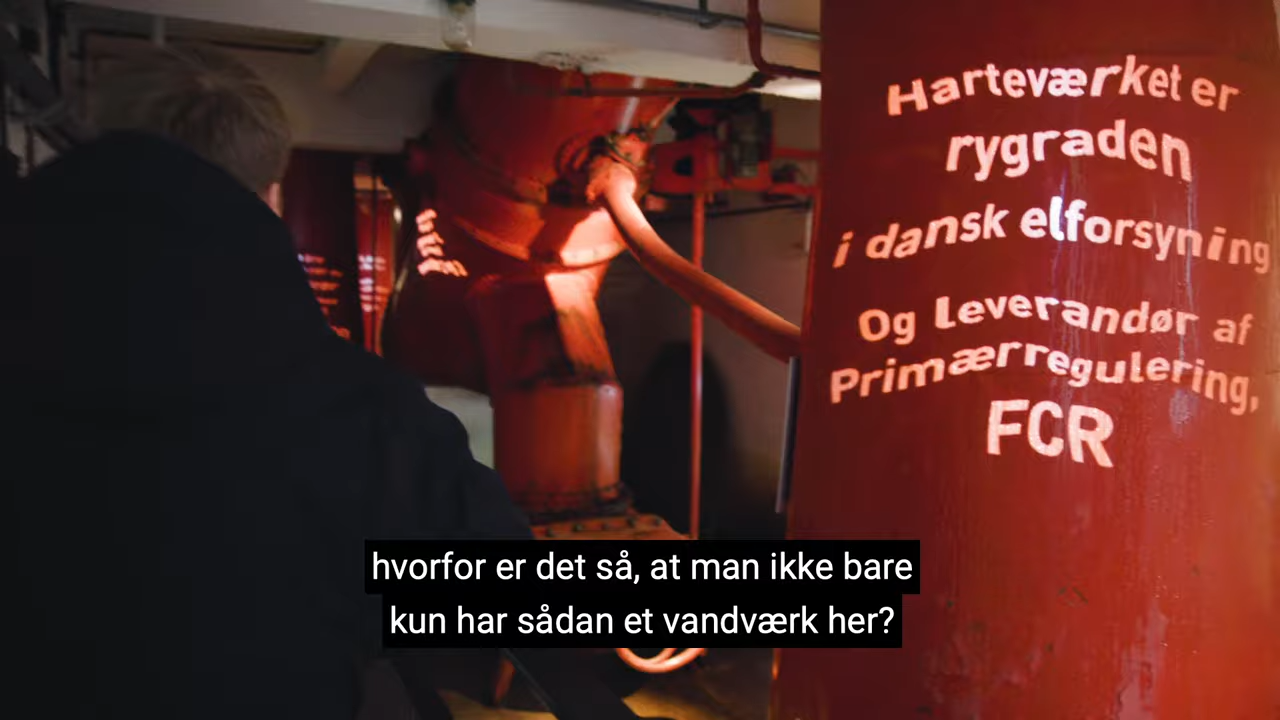 Harteværket er
rygraden
i dansk elforsyning
Og Leverandør af
Primærregulering,
FCR
hvorfor er det så, at man ikke bare
kun har sådan et vandværk her?